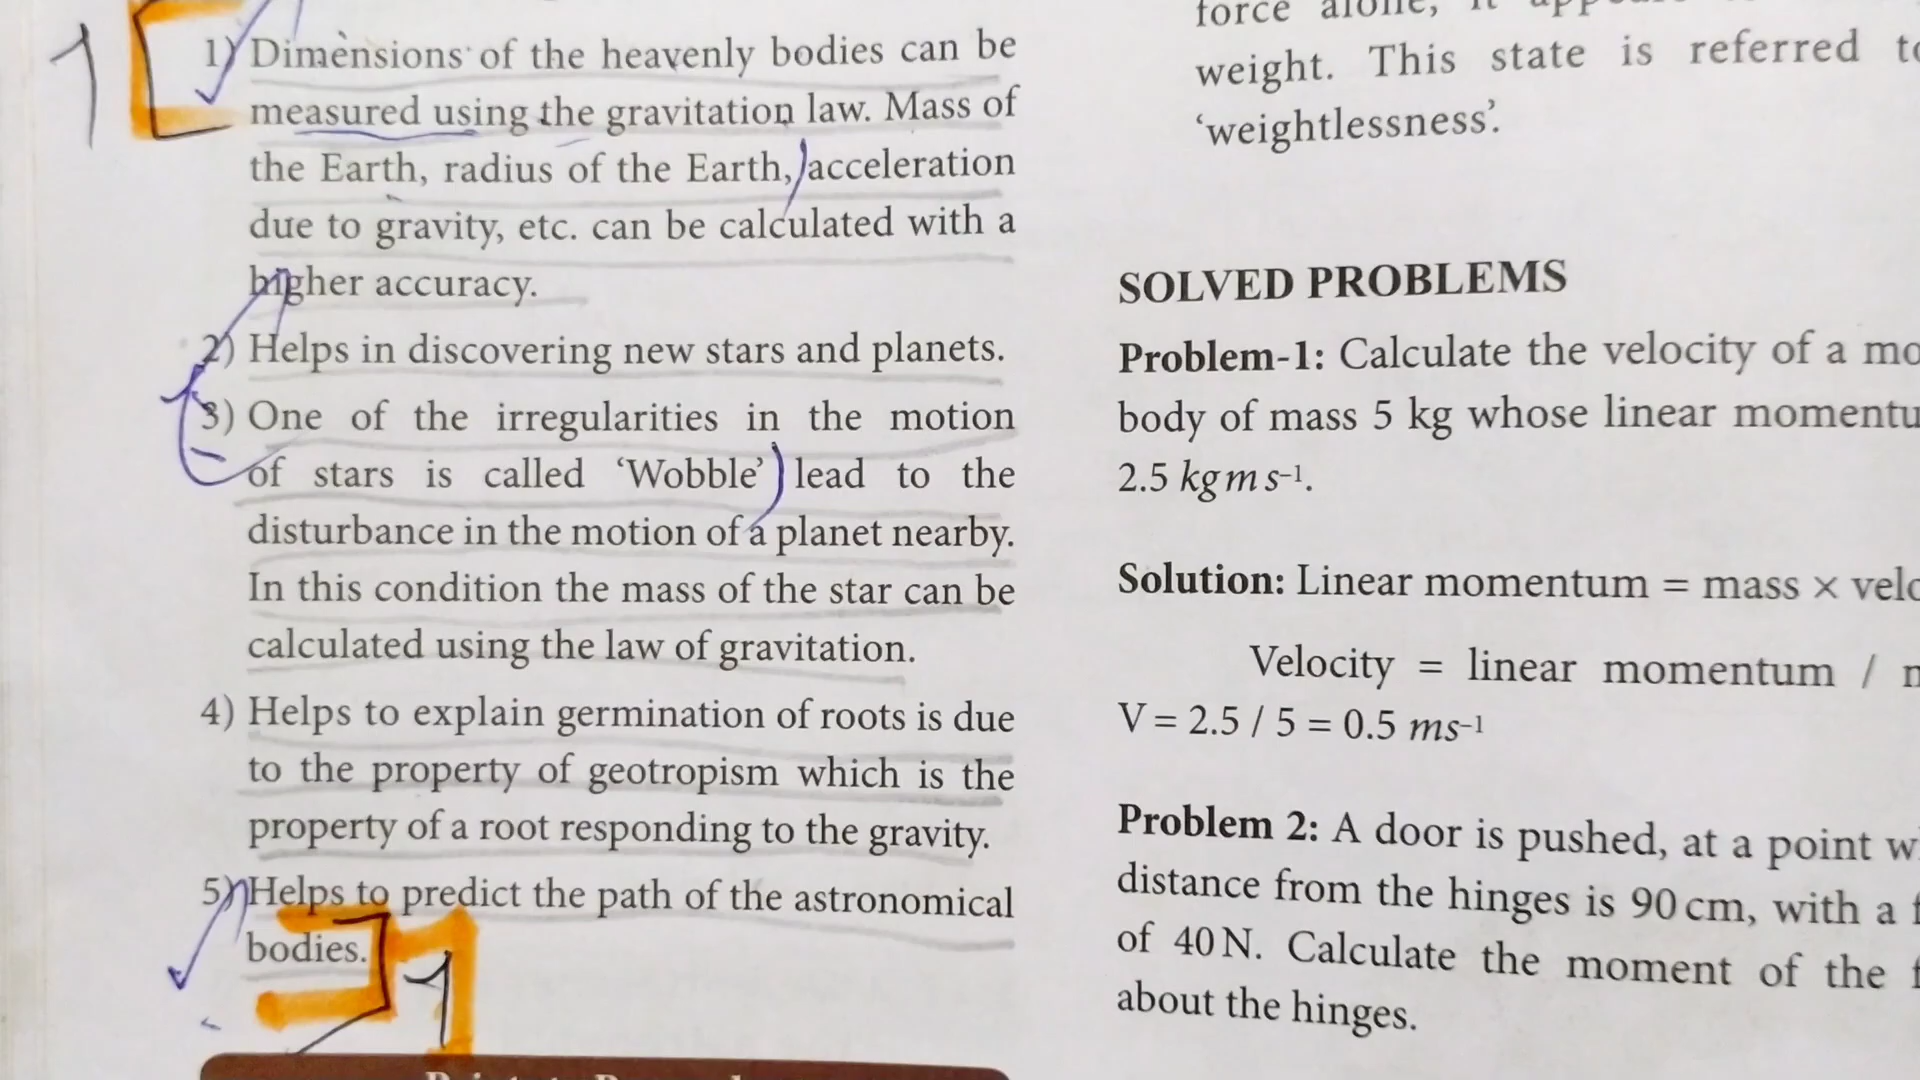 1
1) Dimensions of the heavenly bodies can be
measured using the gravitation law. Mass of
the Earth, radius of the Earth, acceleration
due to gravity, etc. can be calculated with a
higher accuracy.
2) Helps in discovering new stars and planets.
3) One of the irregularities in the motion
of stars is called ‘Wobble’ lead to the
disturbance in the motion of a planet nearby.
In this condition the mass of the star can be
calculated using the law of gravitation.
4) Helps to explain germination of roots is due
to the property of geotropism which is the
property of a root responding to the gravity.
5) Helps to predict the path of the astronomical
bodies.
1
force alone, it
weight. This state is referred
‘weightlessness’.
SOLVED PROBLEMS
Problem-1: Calculate the velocity of a
body of mass 5 kg whose linear
2.5 kg m s⁻¹.
Solution: Linear momentum = mass ×
Velocity = linear momentum /
V = 2.5 / 5 = 0.5 ms⁻¹
Problem 2: A door is pushed, at a point
distance from the hinges is 90 cm, with a
of 40 N. Calculate the moment of the
about the hinges.